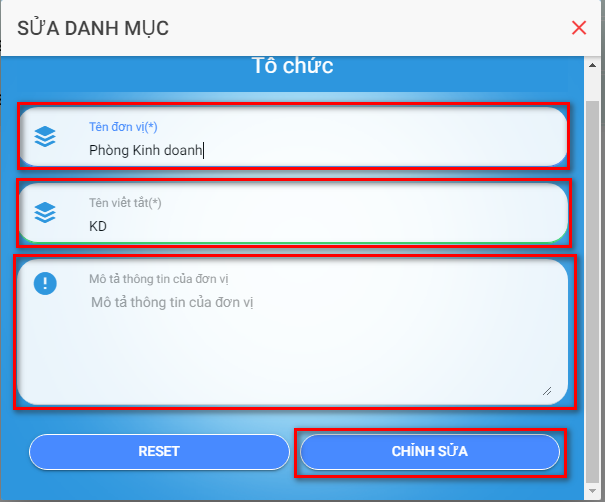 SỬA DANH MỤC
Tổ chức
Tên đơn vị(*)
Phòng Kinh doanh
Tên viết tắt(*)
KD
Mô tả thông tin của đơn vị
Mô tả thông tin của đơn vị
RESET
CHỈNH SỬA